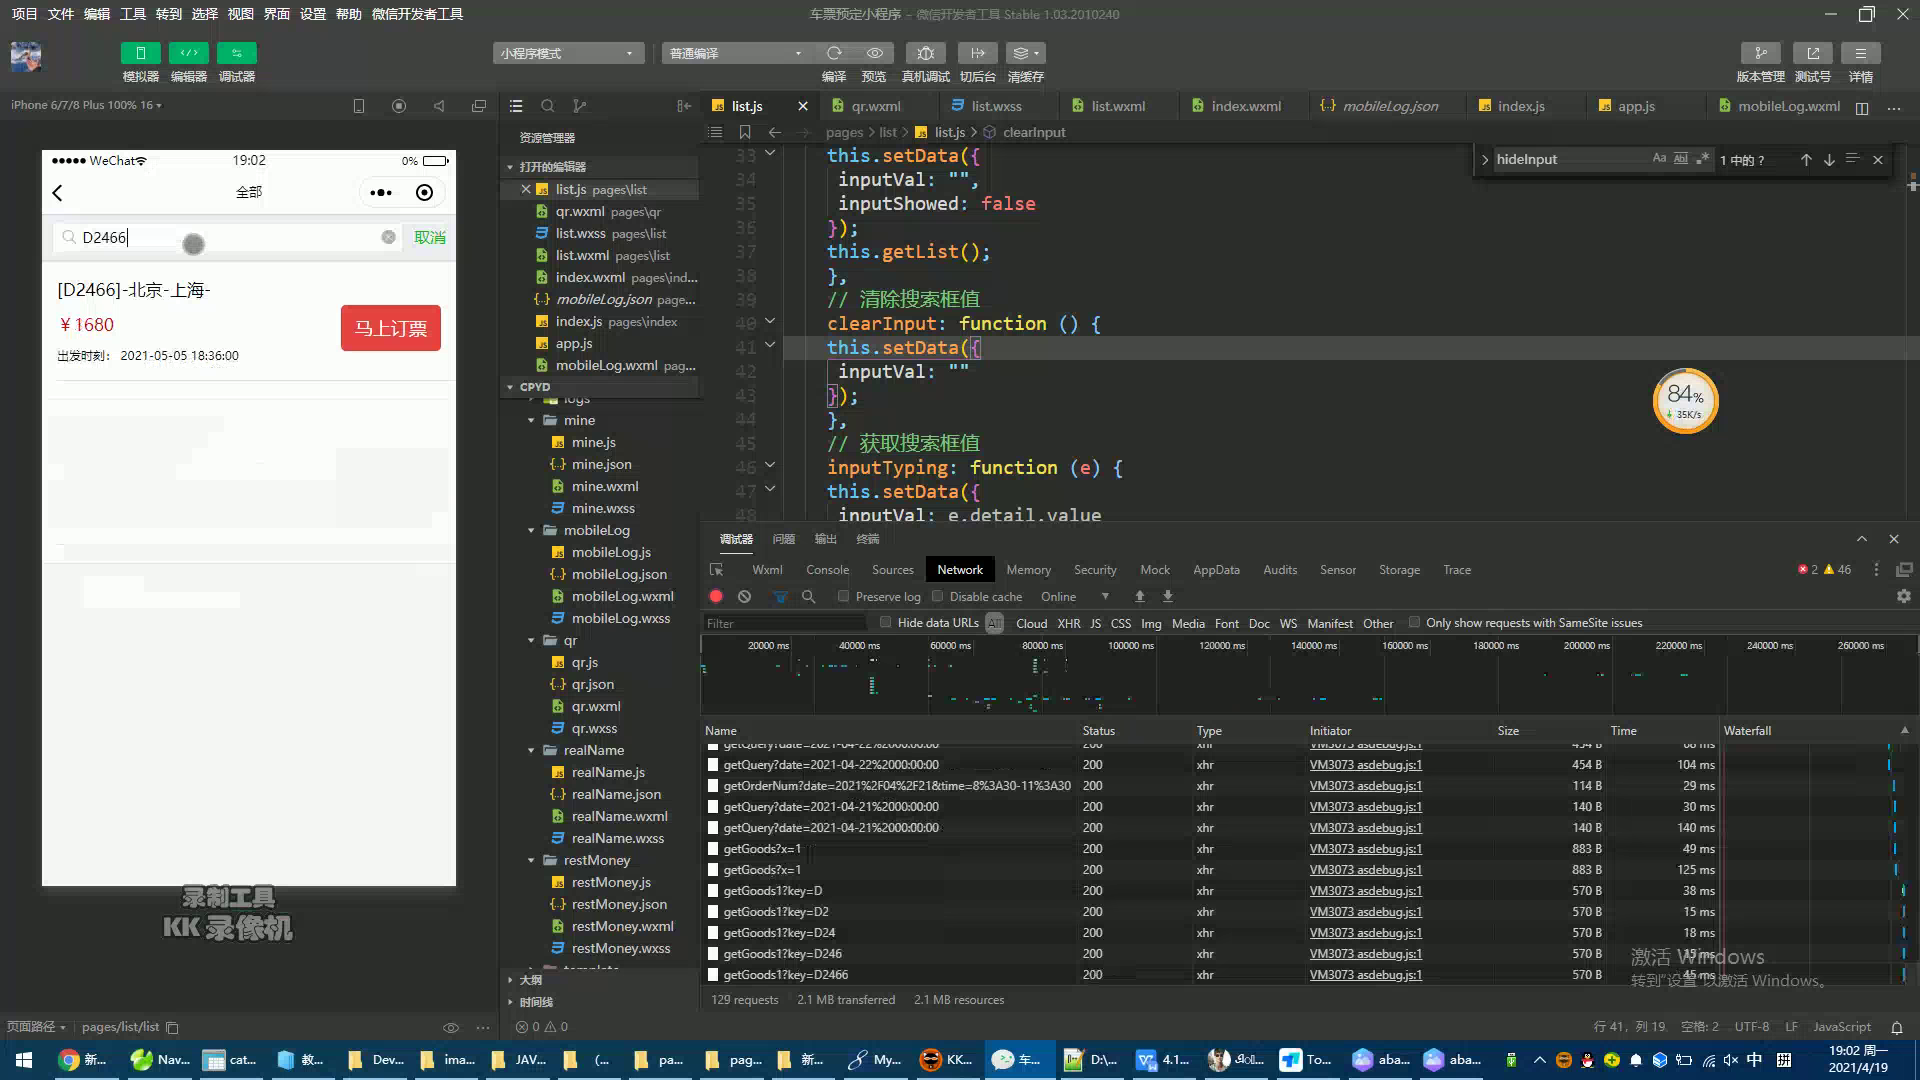 项目 文件 编辑 工具 转到 选择 视图 界面 设置 帮助 微信开发者工具
车票预定小程序 - 微信开发者工具 Stable 1.03.2010240
模拟器 编辑器 调试器
小程序模式
普通编译
编译 预览 真机调试 切后台 清缓存
版本管理 测试号 详情
iPhone 6/7/8 Plus 100% 16
WeChat 19:02 0%
全部
D2466 取消
[D2466]-北京-上海-
￥1680
马上订票
出发时刻： 2021-05-05 18:36:00
录制工具
KK 录像机
页面路径 pages/list/list
资源管理器
打开的编辑器
list.js pages\list
qr.wxml pages\qr
list.wxss pages\list
list.wxml pages\list
index.wxml pages\ind...
mobileLog.json page...
index.js pages\index
app.js
mobileLog.wxml pag...
CPYD
logs
mine
mine.js
mine.json
mine.wxml
mine.wxss
mobileLog
mobileLog.js
mobileLog.json
mobileLog.wxml
mobileLog.wxss
qr
qr.js
qr.json
qr.wxml
qr.wxss
realName
realName.js
realName.json
realName.wxml
realName.wxss
restMoney
restMoney.js
restMoney.json
restMoney.wxml
restMoney.wxss
大纲
时间线
0 0
list.js qr.wxml list.wxss list.wxml index.wxml mobileLog.json index.js app.js mobileLog.wxml
pages > list > list.js > clearInput
hideInput Aa Abl 1 中的 ?
33 this.setData({
34 inputVal: "",
35 inputShowed: false
36 });
37 this.getList();
38 },
39 // 清除搜索框值
40 clearInput: function () {
41 this.setData({
42 inputVal: ""
43 });
44 },
45 // 获取搜索框值
46 inputTyping: function (e) {
47 this.setData({
48 inputVal: e.detail.value
84%
35K/s
调试器 问题 输出 终端
Wxml Console Sources Network Memory Security Mock AppData Audits Sensor Storage Trace 2 46
Preserve log Disable cache Online
Filter Hide data URLs All Cloud XHR JS CSS Img Media Font Doc WS Manifest Other Only show requests with SameSite issues
20000 ms 40000 ms 60000 ms 80000 ms 100000 ms 120000 ms 140000 ms 160000 ms 180000 ms 200000 ms 220000 ms 240000 ms 260000 ms
Name Status Type Initiator Size Time Waterfall
getQuery?date=2021-04-22%2000:00:00 200 xhr VM3073 asdebug.js:1 454 B 88 ms
getQuery?date=2021-04-22%2000:00:00 200 xhr VM3073 asdebug.js:1 454 B 104 ms
getOrderNum?date=2021%2F04%2F21&time=8%3A30-11%3A30 200 xhr VM3073 asdebug.js:1 114 B 29 ms
getQuery?date=2021-04-21%2000:00:00 200 xhr VM3073 asdebug.js:1 140 B 30 ms
getQuery?date=2021-04-21%2000:00:00 200 xhr VM3073 asdebug.js:1 140 B 140 ms
getGoods?x=1 200 xhr VM3073 asdebug.js:1 883 B 49 ms
getGoods?x=1 200 xhr VM3073 asdebug.js:1 883 B 125 ms
getGoods1?key=D 200 xhr VM3073 asdebug.js:1 570 B 38 ms
getGoods1?key=D2 200 xhr VM3073 asdebug.js:1 570 B 15 ms
getGoods1?key=D24 200 xhr VM3073 asdebug.js:1 570 B 18 ms
getGoods1?key=D246 200 xhr VM3073 asdebug.js:1 570 B
getGoods1?key=D2466 200 xhr VM3073 asdebug.js:1 570 B 45 ms
激活 Windows
转到"设置"以激活 Windows。
129 requests 2.1 MB transferred 2.1 MB resources
行 41，列 19 空格: 2 UTF-8 LF JavaScript
新... Nav... cat... 教... Dev... ima... JAV... (... pa... pag... 新... My... KK... 车... D:\... 4.1... To... aba... aba... 中
19:02 周一
2021/4/19